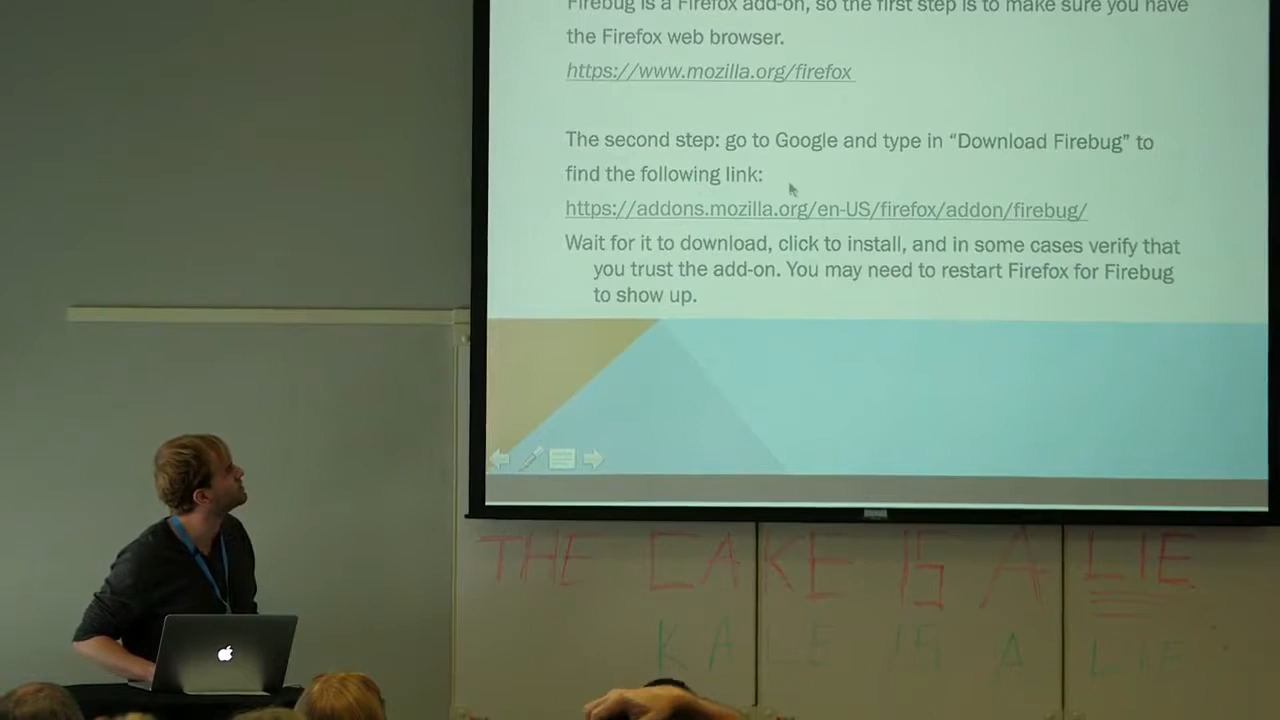 Firebug is a Firefox add-on, so the first step is to make sure you have
the Firefox web browser.
https://www.mozilla.org/firefox
The second step: go to Google and type in “Download Firebug” to
find the following link:
https://addons.mozilla.org/en-US/firefox/addon/firebug/
Wait for it to download, click to install, and in some cases verify that
you trust the add-on. You may need to restart Firefox for Firebug
to show up.
THE CAKE IS A LIE
KALE IS A LIE